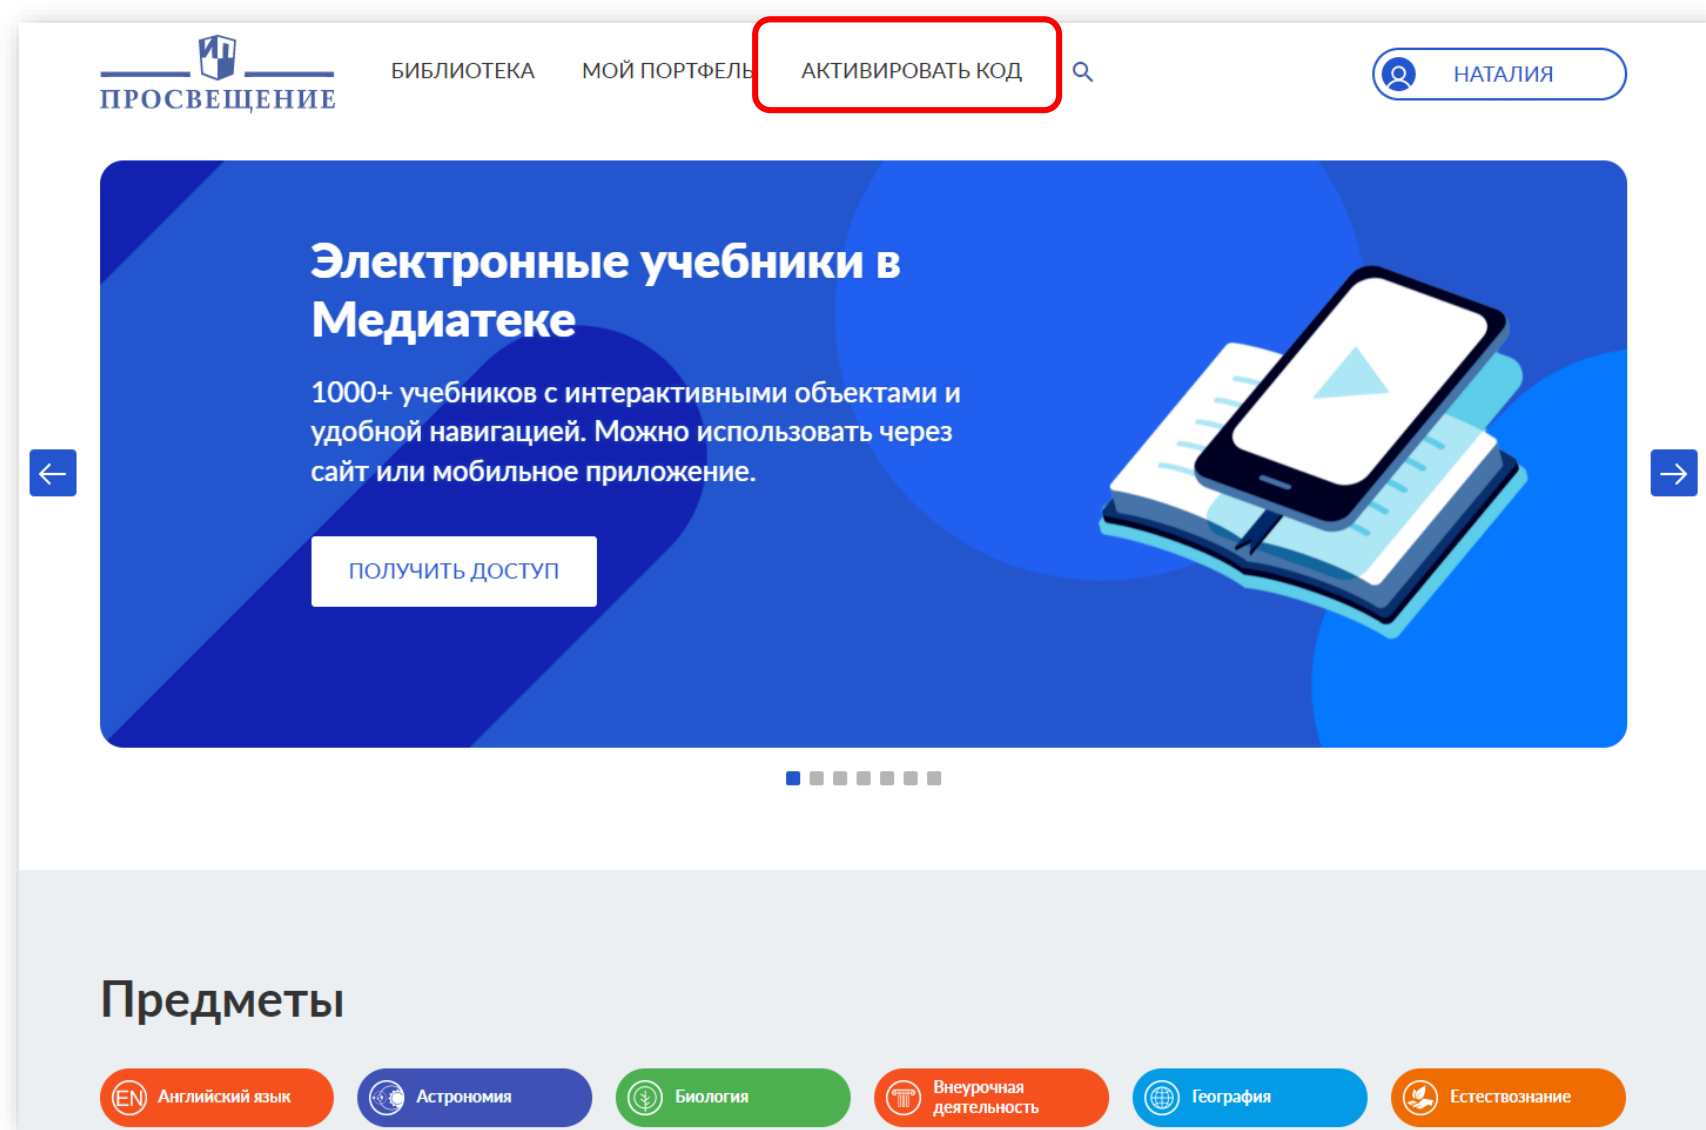 ИП
ПРОСВЕЩЕНИЕ
БИБЛИОТЕКА
МОЙ ПОРТФЕЛЬ
АКТИВИРОВАТЬ КОД
НАТАЛИЯ
Электронные учебники в
Медиатеке
1000+ учебников с интерактивными объектами и
удобной навигацией. Можно использовать через
сайт или мобильное приложение.
ПОЛУЧИТЬ ДОСТУП
Предметы
EN Английский язык
Астрономия
Биология
Внеурочная
деятельность
География
Естествознание